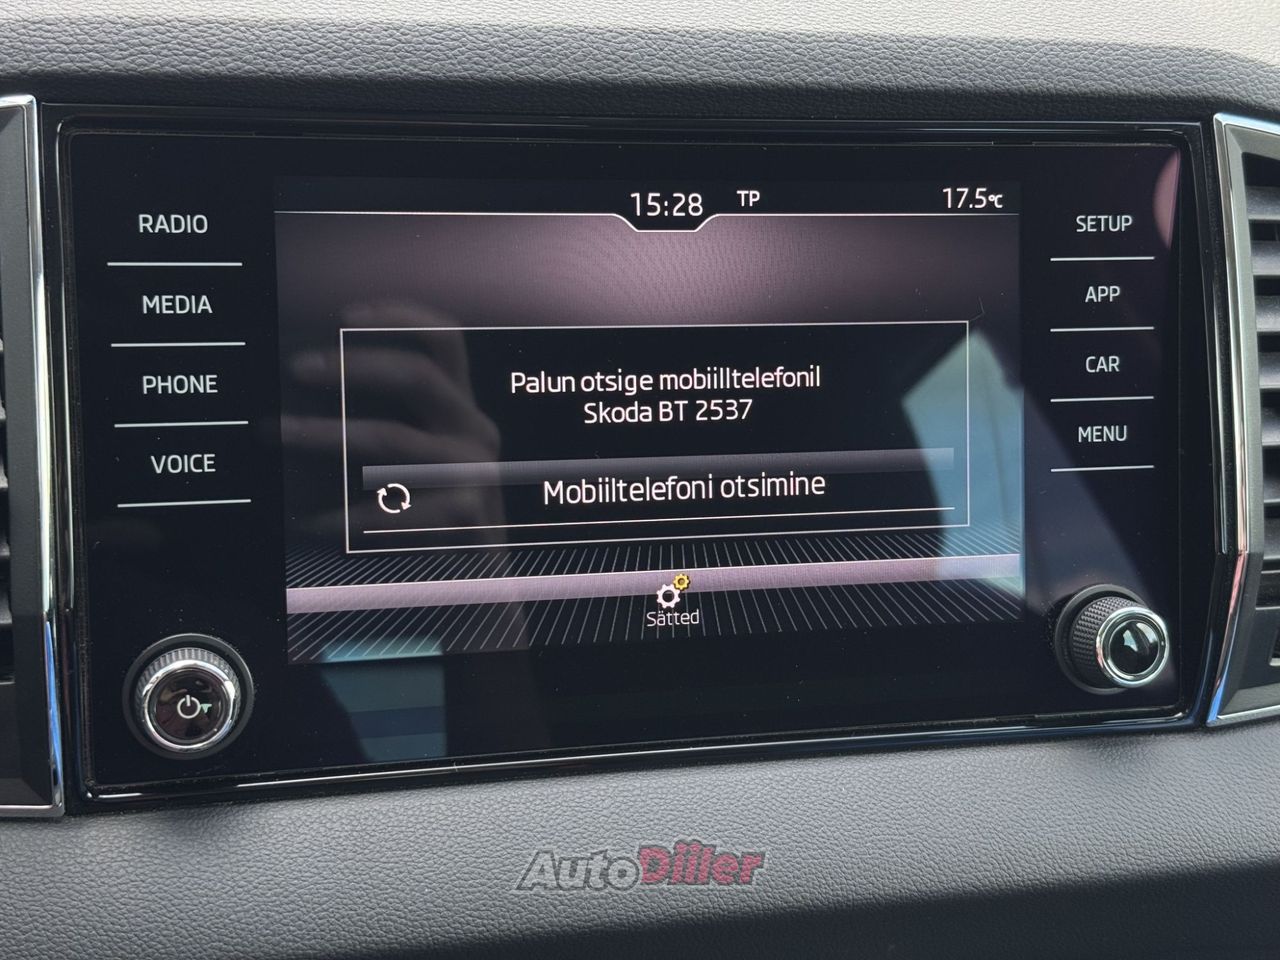 15:28 TP 17.5°C
RADIO
MEDIA
PHONE
VOICE
Palun otsige mobiilltelefonil
Skoda BT 2537
Mobiiltelefoni otsimine
Sätted
SETUP
APP
CAR
MENU
AutoDiiler